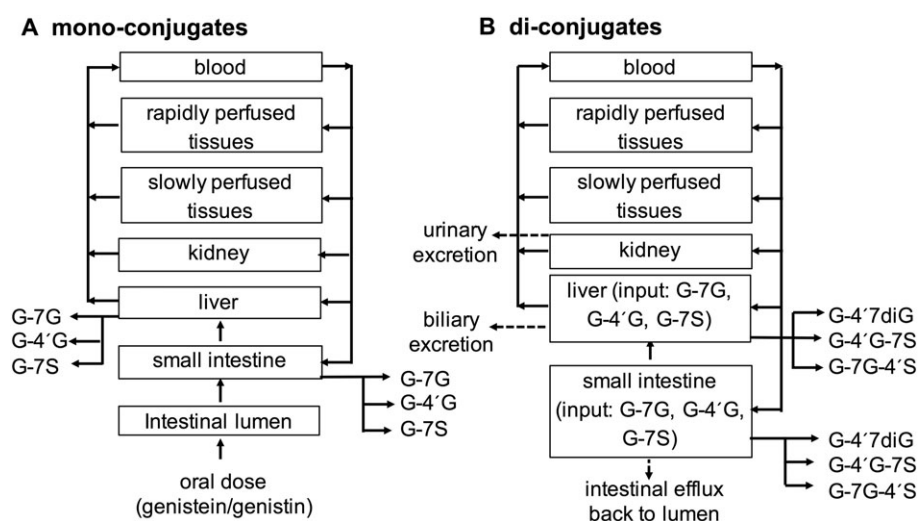 A mono-conjugates
blood
rapidly perfused
tissues
slowly perfused
tissues
kidney
liver
G-7G
G-4´G
G-7S
small intestine
G-7G
G-4´G
G-7S
Intestinal lumen
oral dose
(genistein/genistin)
B di-conjugates
blood
rapidly perfused
tissues
slowly perfused
tissues
urinary
excretion
kidney
liver (input: G-7G,
G-4´G, G-7S)
biliary
excretion
G-4´7diG
G-4´G-7S
G-7G-4´S
small intestine
(input: G-7G, G-4´G,
G-7S)
G-4´7diG
G-4´G-7S
G-7G-4´S
intestinal efflux
back to lumen